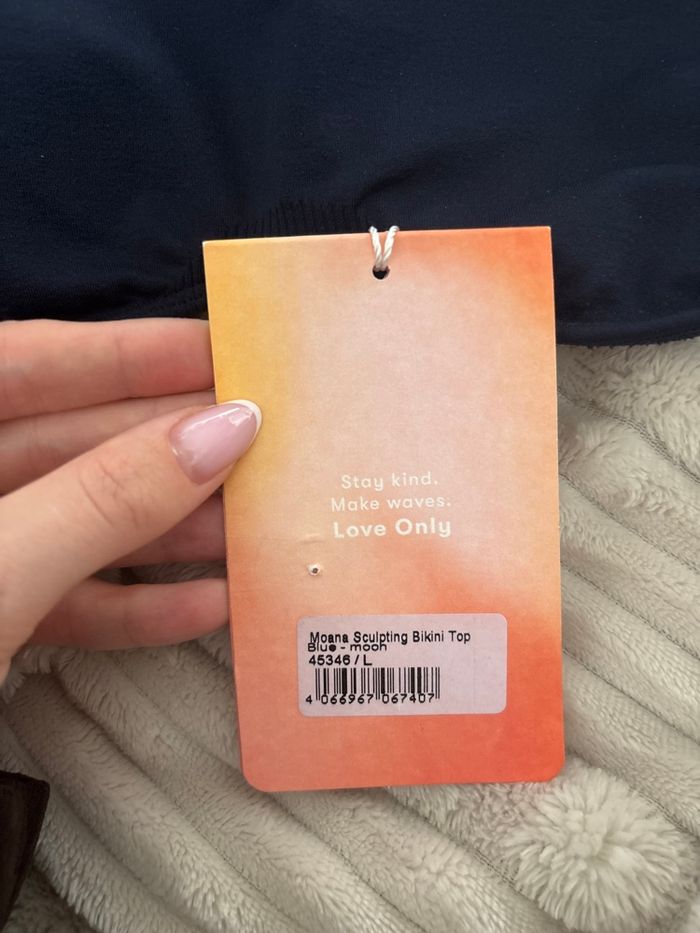 Stay kind.
Make waves.
Love Only
Moana Sculpting Bikini Top
Blue - moon
45346 / L
4 066967 067407